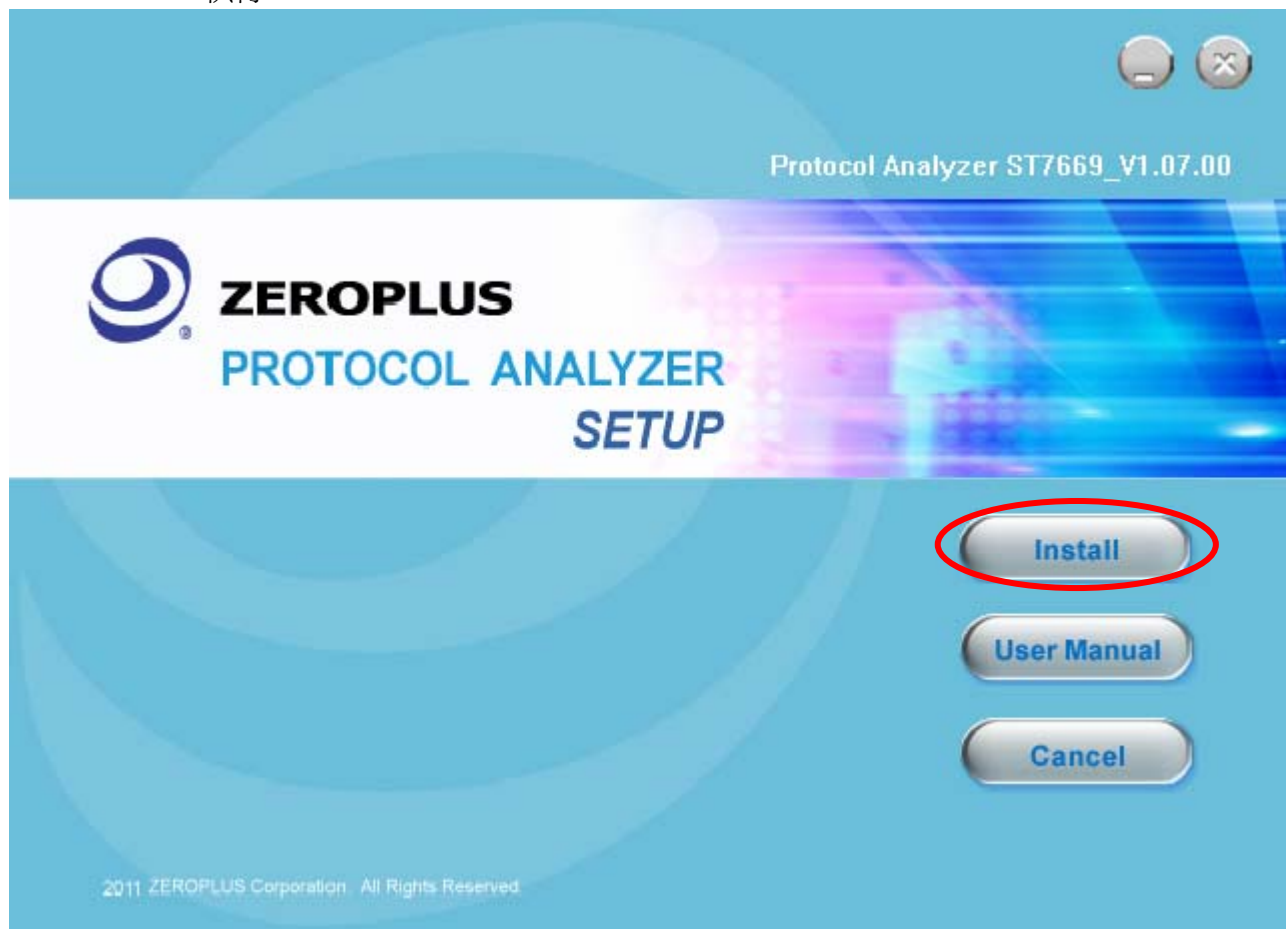 Protocol Analyzer ST7669_V1.07.00
ZEROPLUS
PROTOCOL ANALYZER
SETUP
Install
User Manual
Cancel
2011 ZEROPLUS Corporation. All Rights Reserved.